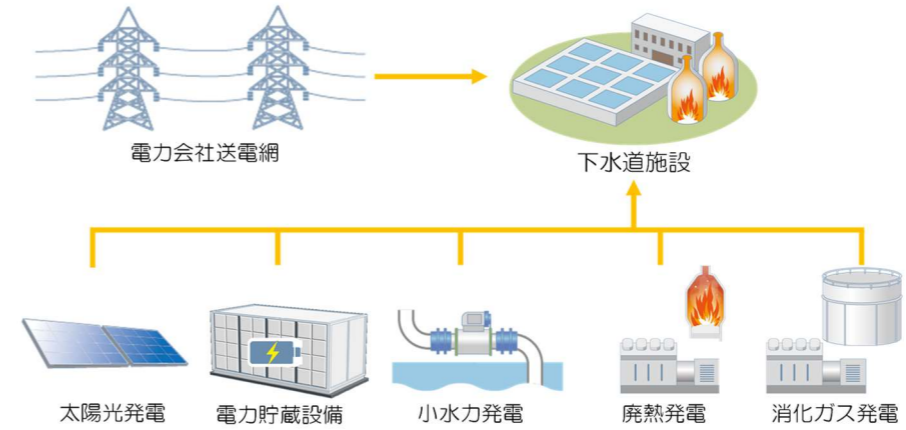 電力会社送電網
下水道施設
太陽光発電
電力貯蔵設備
小水力発電
廃熱発電
消化ガス発電